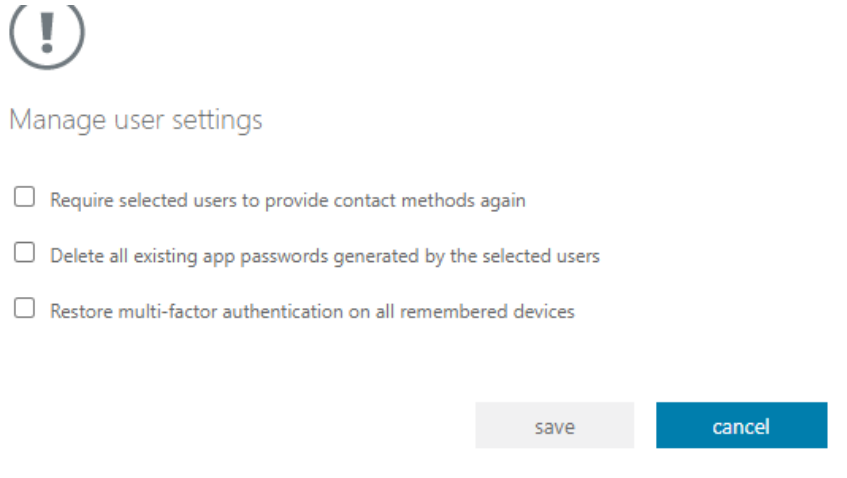 Manage user settings
Require selected users to provide contact methods again
Delete all existing app passwords generated by the selected users
Restore multi-factor authentication on all remembered devices
save
cancel